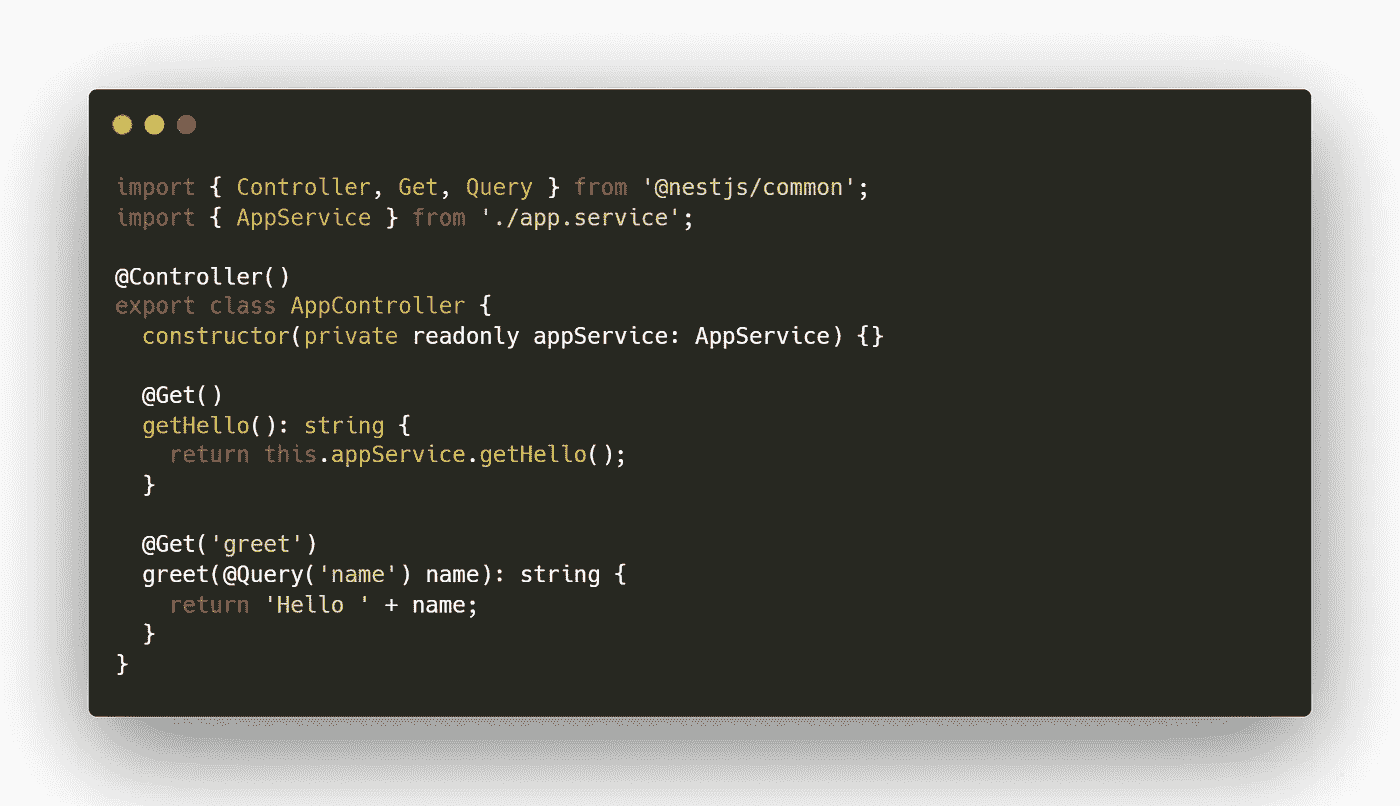 import { Controller, Get, Query } from '@nestjs/common';
import { AppService } from './app.service';
@Controller()
export class AppController {
  constructor(private readonly appService: AppService) {}
  @Get()
  getHello(): string {
    return this.appService.getHello();
  }
  @Get('greet')
  greet(@Query('name') name): string {
    return 'Hello ' + name;
  }
}